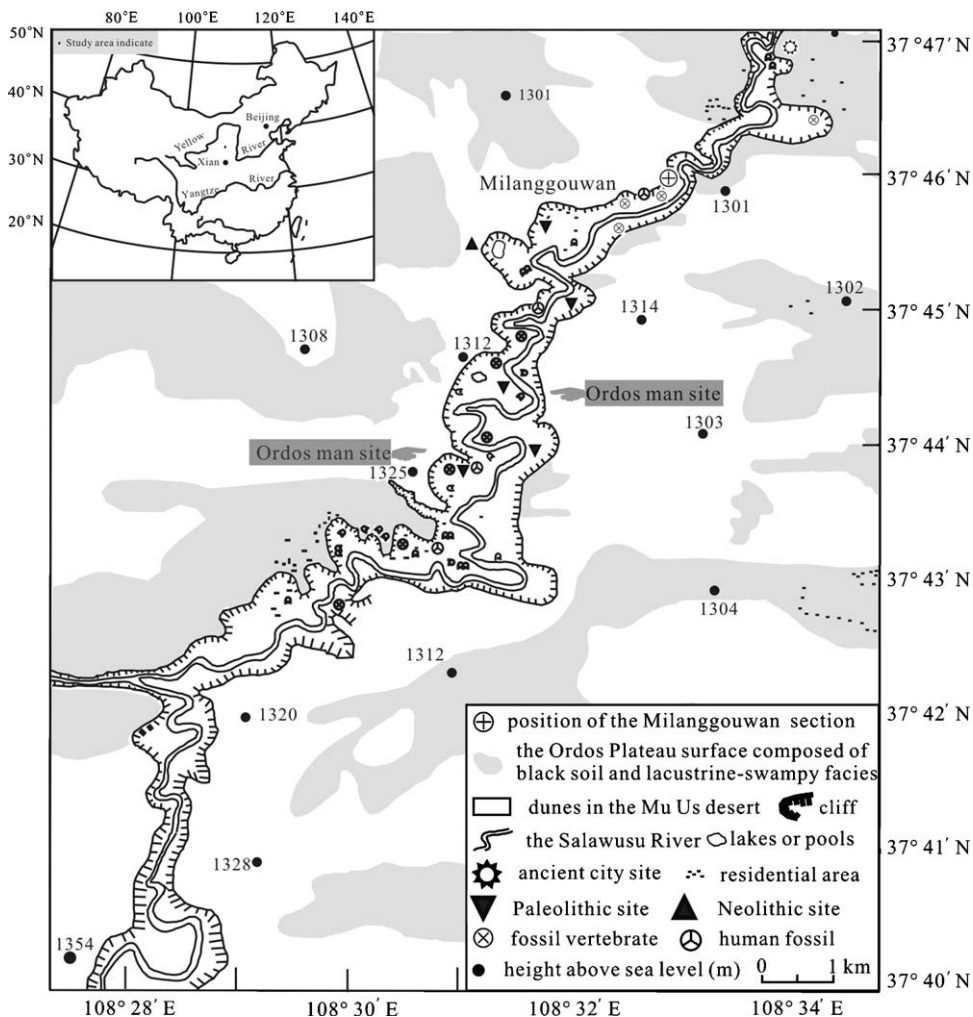 80°E 100°E 120°E 140°E
50°N
40°N
30°N
20°N
Study area indicate
Beijing
Yellow River
Xian
Yangtze River
37°47′N
1301
37°46′N
Milanggouwan
1301
1302
1314
37°45′N
1308
1312
Ordos man site
1303
37°44′N
Ordos man site
1325
37°43′N
1304
1312
37°42′N
1320
37°41′N
1328
1354
37°40′N
position of the Milanggouwan section
the Ordos Plateau surface composed of
black soil and lacustrine-swampy facies
dunes in the Mu Us desert cliff
the Salawusu River lakes or pools
ancient city site residential area
Paleolithic site Neolithic site
fossil vertebrate human fossil
height above sea level (m) 0 1 km
80° 100° 120° 130°
108°28′E 108°30′E 108°32′E 108°34′E